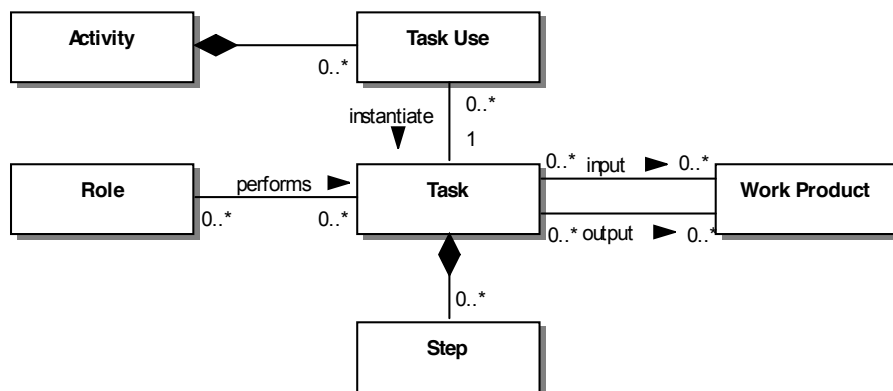 Activity
Task Use
0..*
0..*
instantiate
1
0..* input 0..*
Role
performs
Task
Work Product
0..*
0..*
0..* output 0..*
0..*
Step